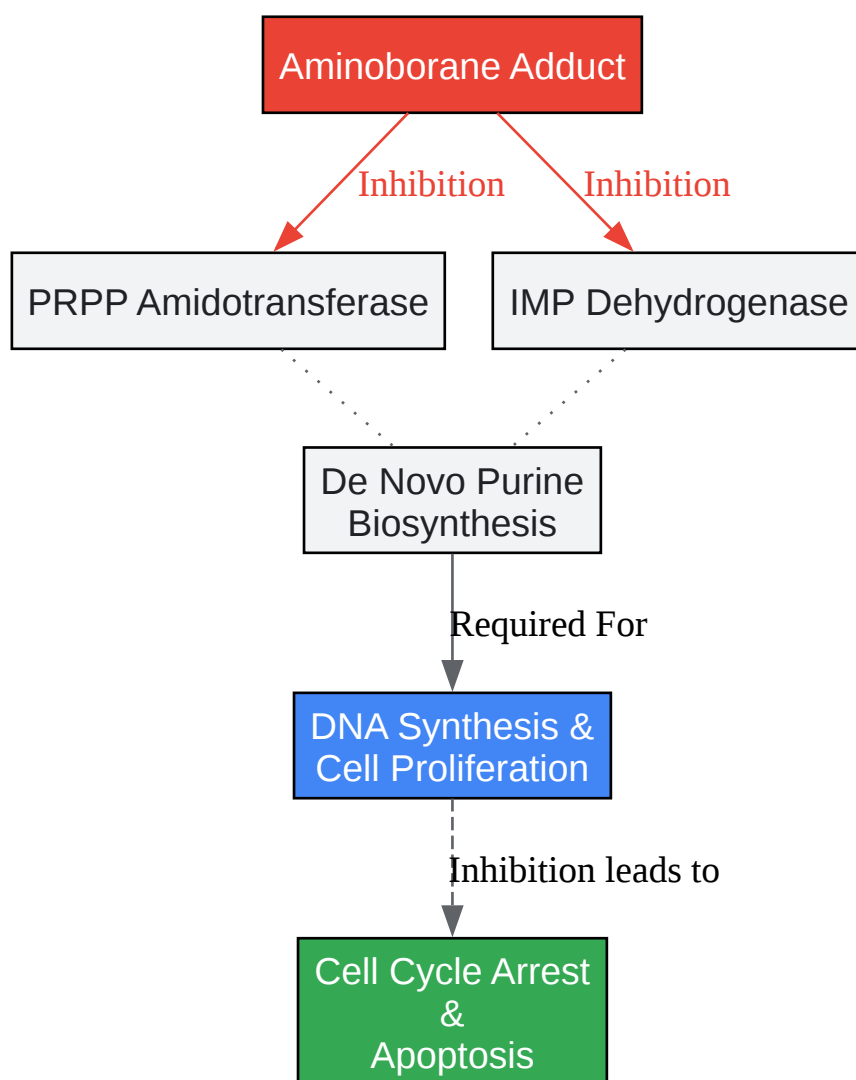 Aminoborane Adduct
Inhibition
Inhibition
PRPP Amidotransferase
IMP Dehydrogenase
De Novo Purine
Biosynthesis
Required For
DNA Synthesis &
Cell Proliferation
Inhibition leads to
Cell Cycle Arrest
&
Apoptosis